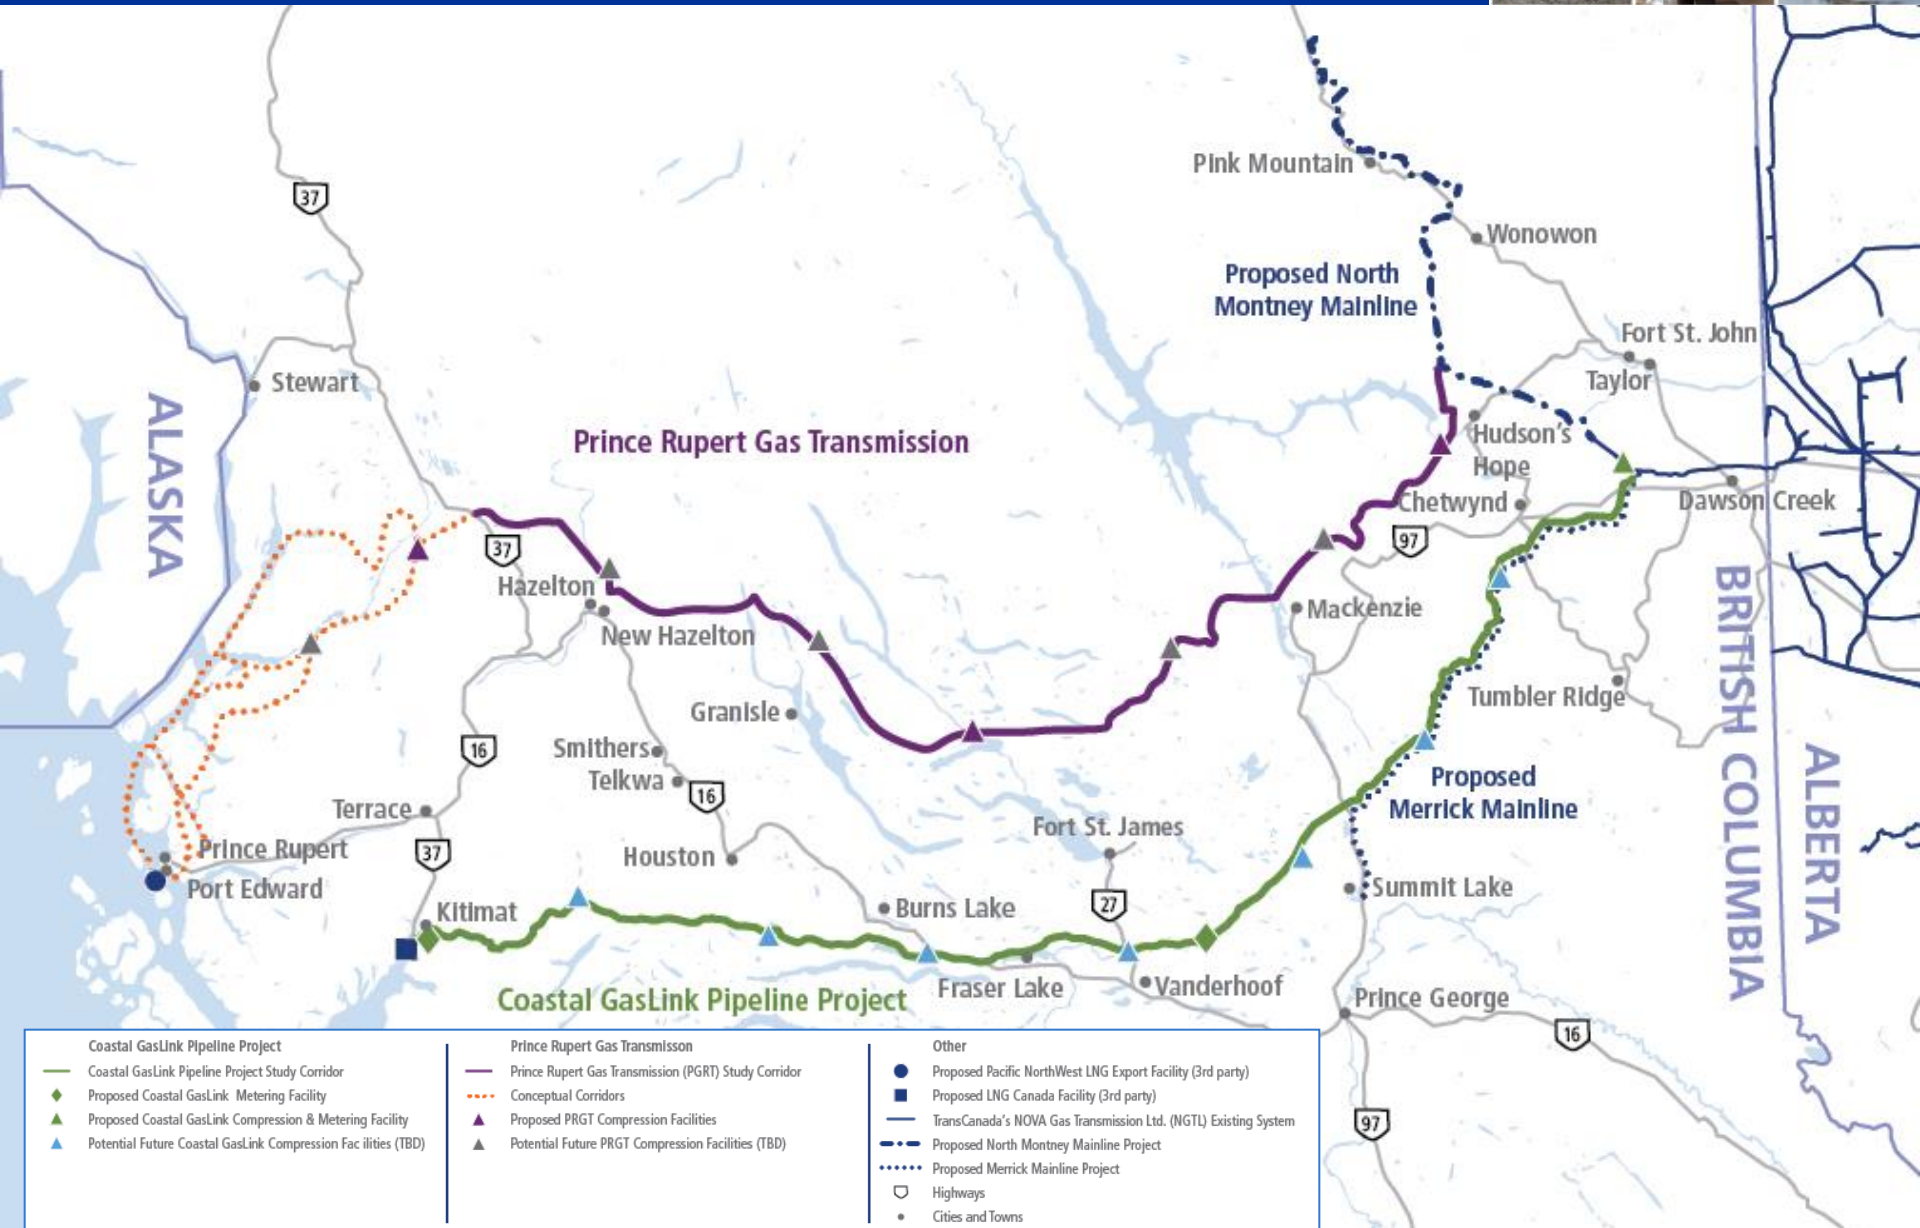 37
Pink Mountain
Wonowon
Proposed North
Montney Mainline
Fort St. John
Taylor
Stewart
ALASKA
Prince Rupert Gas Transmission
Hudson's
Hope
Chetwynd
Dawson Creek
37
97
Hazelton
New Hazelton
Mackenzie
BRITISH COLUMBIA
ALBERTA
Tumbler Ridge
Granisle
Smithers
Telkwa
16
16
Proposed
Merrick Mainline
Terrace
37
Prince Rupert
Port Edward
Houston
Fort St. James
27
Summit Lake
Kitimat
Burns Lake
Fraser Lake
Vanderhoof
Coastal GasLink Pipeline Project
Prince George
16
97
Coastal GasLink Pipeline Project
Coastal GasLink Pipeline Project Study Corridor
Proposed Coastal GasLink Metering Facility
Proposed Coastal GasLink Compression & Metering Facility
Potential Future Coastal GasLink Compression Fac ilities (TBD)
Prince Rupert Gas Transmisson
Prince Rupert Gas Transmission (PGRT) Study Corridor
Conceptual Corridors
Proposed PRGT Compression Facilities
Potential Future PRGT Compression Facilities (TBD)
Other
Proposed Pacific NorthWest LNG Export Facility (3rd party)
Proposed LNG Canada Facility (3rd party)
TransCanada's NOVA Gas Transmission Ltd. (NGTL) Existing System
Proposed North Montney Mainline Project
Proposed Merrick Mainline Project
Highways
Cities and Towns